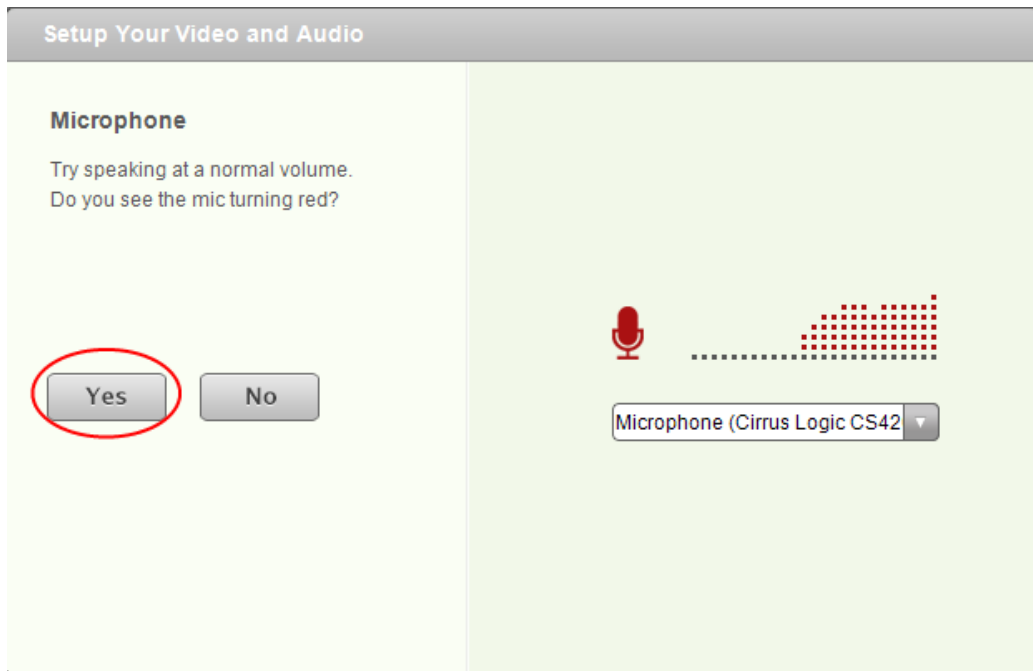 Setup Your Video and Audio
Microphone
Try speaking at a normal volume.
Do you see the mic turning red?
Yes
No
Microphone (Cirrus Logic CS42